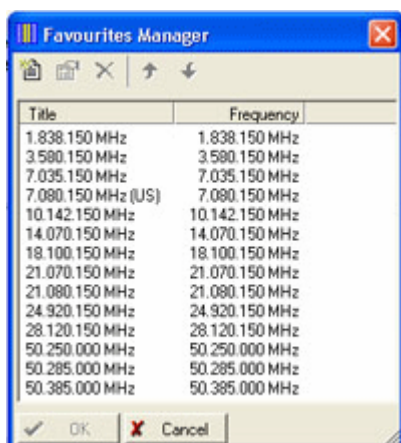 Favourites Manager
Title Frequency
1.838.150 MHz 1.838.150 MHz
3.580.150 MHz 3.580.150 MHz
7.035.150 MHz 7.035.150 MHz
7.080.150 MHz (US) 7.080.150 MHz
10.142.150 MHz 10.142.150 MHz
14.070.150 MHz 14.070.150 MHz
18.100.150 MHz 18.100.150 MHz
21.070.150 MHz 21.070.150 MHz
21.080.150 MHz 21.080.150 MHz
24.920.150 MHz 24.920.150 MHz
28.120.150 MHz 28.120.150 MHz
50.250.000 MHz 50.250.000 MHz
50.285.000 MHz 50.285.000 MHz
50.385.000 MHz 50.385.000 MHz
OK Cancel